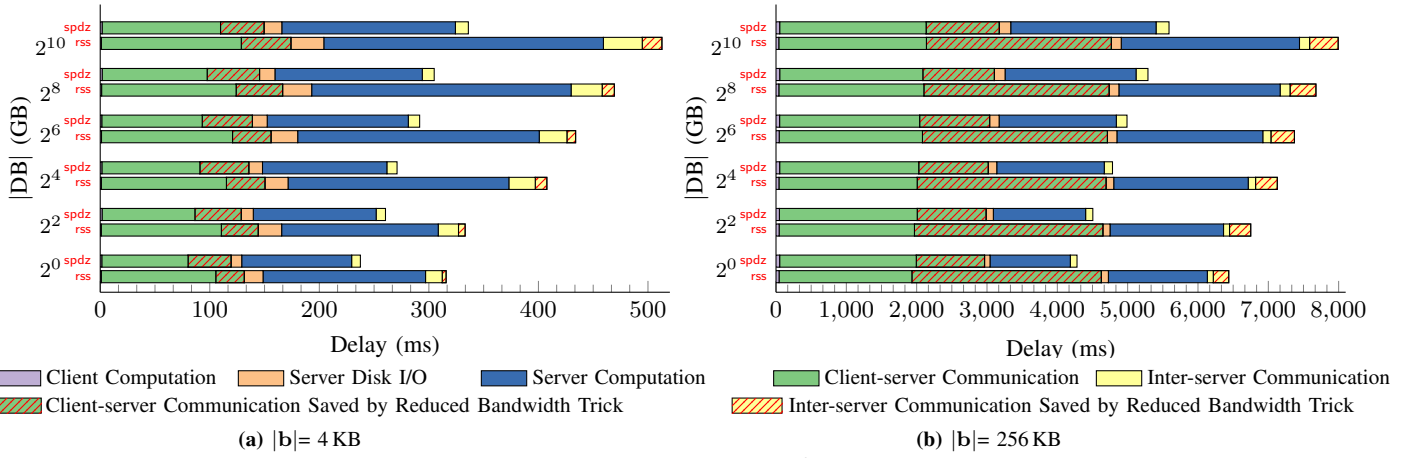 |DB| (GB)
spdz
2^10 rss
spdz
2^8 rss
spdz
2^6 rss
spdz
2^4 rss
spdz
2^2 rss
spdz
2^0 rss
0 100 200 300 400 500
Delay (ms)
|DB| (GB)
spdz
2^10 rss
spdz
2^8 rss
spdz
2^6 rss
spdz
2^4 rss
spdz
2^2 rss
spdz
2^0 rss
0 1,000 2,000 3,000 4,000 5,000 6,000 7,000 8,000
Delay (ms)
Client Computation Server Disk I/O Server Computation Client-server Communication Inter-server Communication
Client-server Communication Saved by Reduced Bandwidth Trick Inter-server Communication Saved by Reduced Bandwidth Trick
(a) |b|= 4 KB (b) |b|= 256 KB